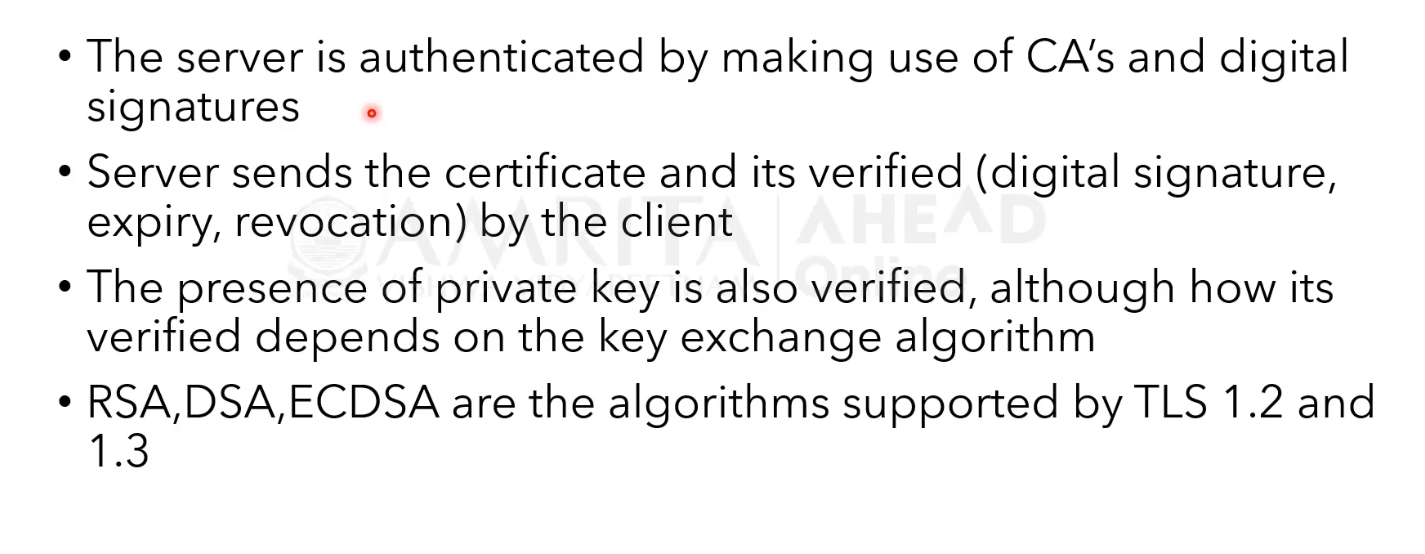 • The server is authenticated by making use of CA’s and digital
signatures
• Server sends the certificate and its verified (digital signature,
expiry, revocation) by the client
• The presence of private key is also verified, although how its
verified depends on the key exchange algorithm
• RSA,DSA,ECDSA are the algorithms supported by TLS 1.2 and
1.3
AMRITA
VISHWA VIDYAPEETHAM
AHEAD
Online